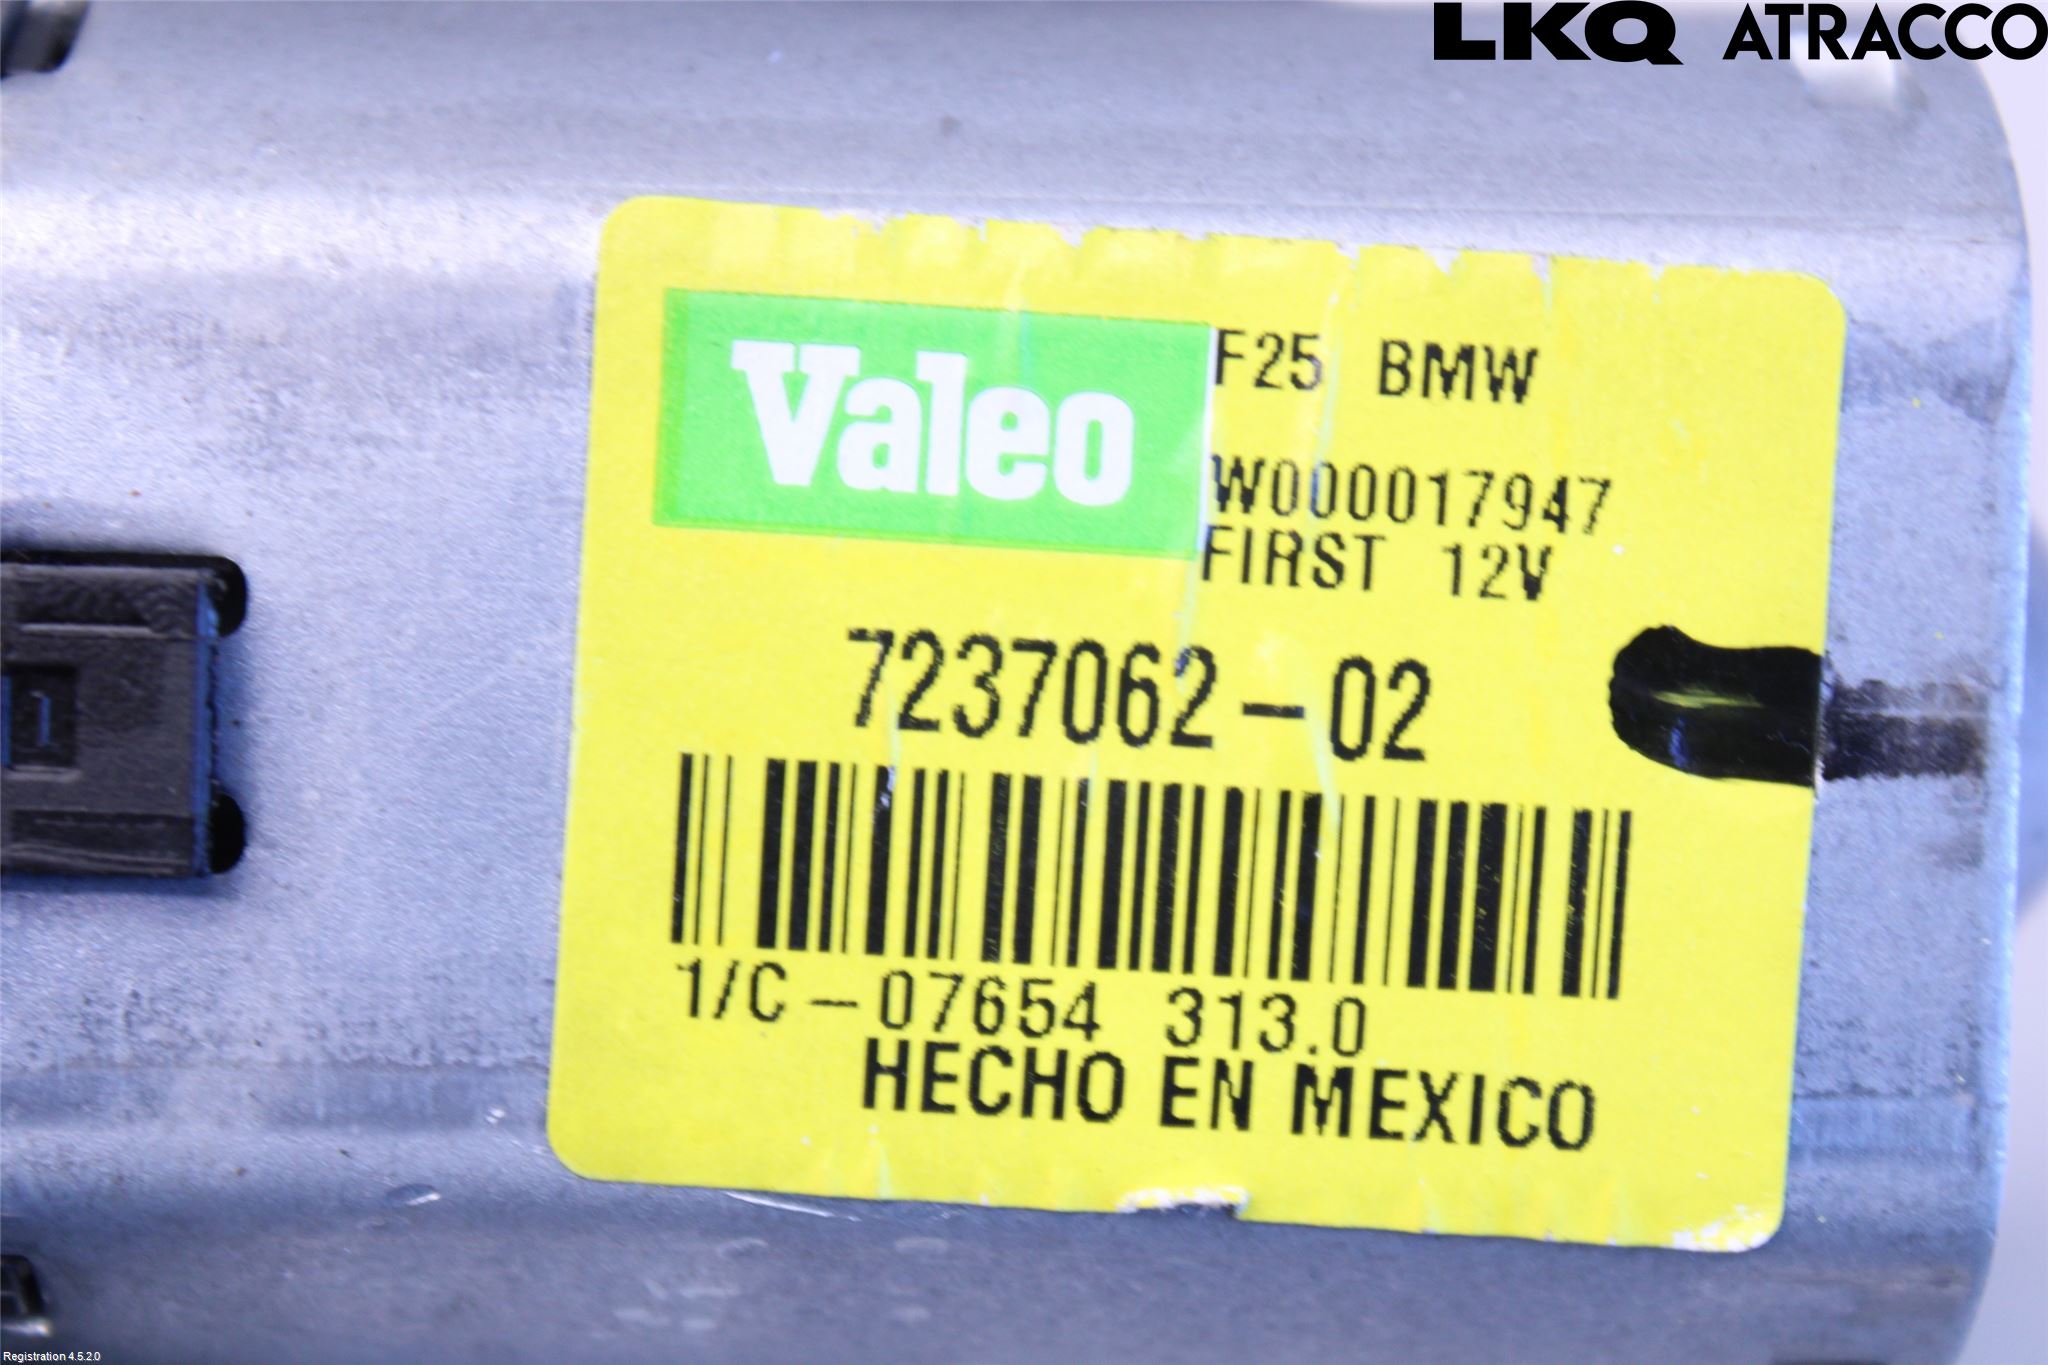 LKQ ATRACCO
Valeo
F25 BMW
W000017947
FIRST 12V
7237062-02
1/C-07654 313.0
HECHO EN MEXICO
1
Registration 4.5.2.0